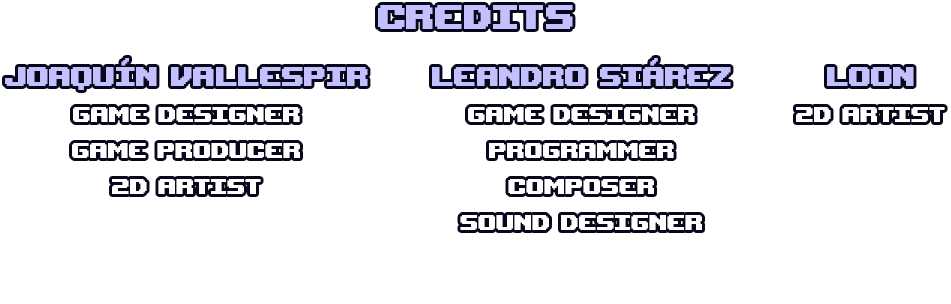 CREDITS
JOAQUÍN VALLESPIR
GAME DESIGNER
GAME PRODUCER
2D ARTIST
LEANDRO SIÁREZ
GAME DESIGNER
PROGRAMMER
COMPOSER
SOUND DESIGNER
LOON
2D ARTIST